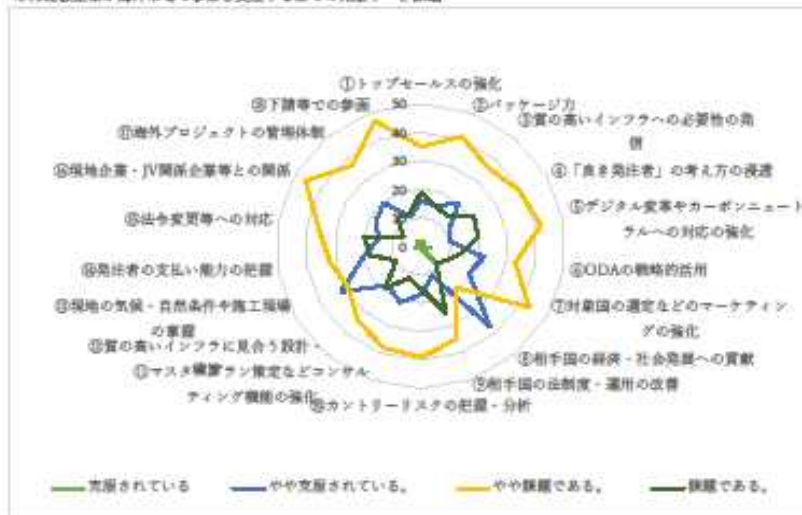 ①トップセールスの強化
②パッケージ力
③質の高いインフラへの必要性の発
信
④「良き発注者」の考え方の浸透
⑤デジタル変革やカーボンニュート
ラルへの対応の強化
⑥ODAの戦略的活用
⑦対象国の選定などのマーケティン
グの強化
⑧相手国の経済・社会発展への貢献
⑨相手国の法制度・運用の改善
⑩カントリーリスクの把握・分析
⑪マスタープラン策定などコンサル
ティング機能の強化
⑫質の高いインフラに見合う設計・
⑬現地の気候・自然条件や施工現場
の掌握
⑭発注者の支払い能力の把握
⑮法令変更等への対応
⑯現地企業・JV関係企業等との関係
⑰海外プロジェクトの管理体制
⑱下請等での参画
50
40
30
20
10
0
克服されている
やや克服されている。
やや課題である。
課題である。